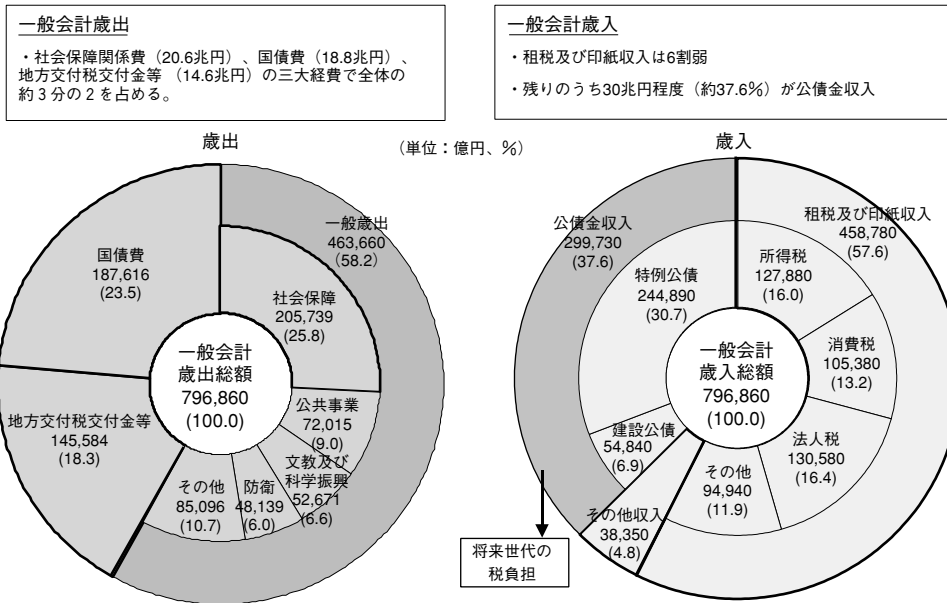 一般会計歳出
・社会保障関係費（20.6兆円）、国債費（18.8兆円）、
地方交付税交付金等 （14.6兆円）の三大経費で全体の
約３分の２を占める。
一般会計歳入
・租税及び印紙収入は6割弱
・残りのうち30兆円程度（約37.6％）が公債金収入
歳出
（単位：億円、％）
歳入
一般歳出
463,660
(58.2)
国債費
187,616
(23.5)
社会保障
205,739
(25.8)
一般会計
歳出総額
796,860
(100.0)
公共事業
72,015
(9.0)
地方交付税交付金等
145,584
(18.3)
文教及び
科学振興
52,671
(6.6)
防衛
48,139
(6.0)
その他
85,096
(10.7)
公債金収入
299,730
(37.6)
租税及び印紙収入
458,780
(57.6)
特例公債
244,890
(30.7)
所得税
127,880
(16.0)
一般会計
歳入総額
796,860
(100.0)
消費税
105,380
(13.2)
建設公債
54,840
(6.9)
法人税
130,580
(16.4)
その他
94,940
(11.9)
その他収入
38,350
(4.8)
将来世代の
税負担